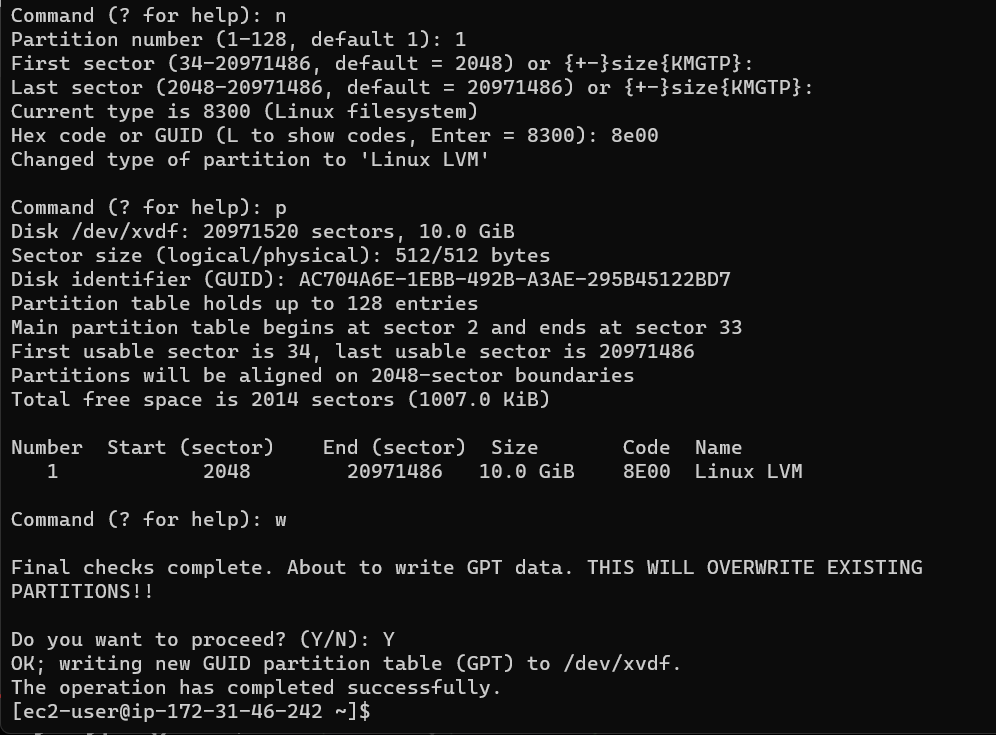 Command (? for help): n
Partition number (1-128, default 1): 1
First sector (34-20971486, default = 2048) or {+-}size{KMGTP}:
Last sector (2048-20971486, default = 20971486) or {+-}size{KMGTP}:
Current type is 8300 (Linux filesystem)
Hex code or GUID (L to show codes, Enter = 8300): 8e00
Changed type of partition to 'Linux LVM'
Command (? for help): p
Disk /dev/xvdf: 20971520 sectors, 10.0 GiB
Sector size (logical/physical): 512/512 bytes
Disk identifier (GUID): AC704A6E-1EBB-492B-A3AE-295B45122BD7
Partition table holds up to 128 entries
Main partition table begins at sector 2 and ends at sector 33
First usable sector is 34, last usable sector is 20971486
Partitions will be aligned on 2048-sector boundaries
Total free space is 2014 sectors (1007.0 KiB)
Number  Start (sector)    End (sector)  Size       Code  Name
   1            2048        20971486   10.0 GiB    8E00  Linux LVM
Command (? for help): w
Final checks complete. About to write GPT data. THIS WILL OVERWRITE EXISTING
PARTITIONS!!
Do you want to proceed? (Y/N): Y
OK; writing new GUID partition table (GPT) to /dev/xvdf.
The operation has completed successfully.
[ec2-user@ip-172-31-46-242 ~]$